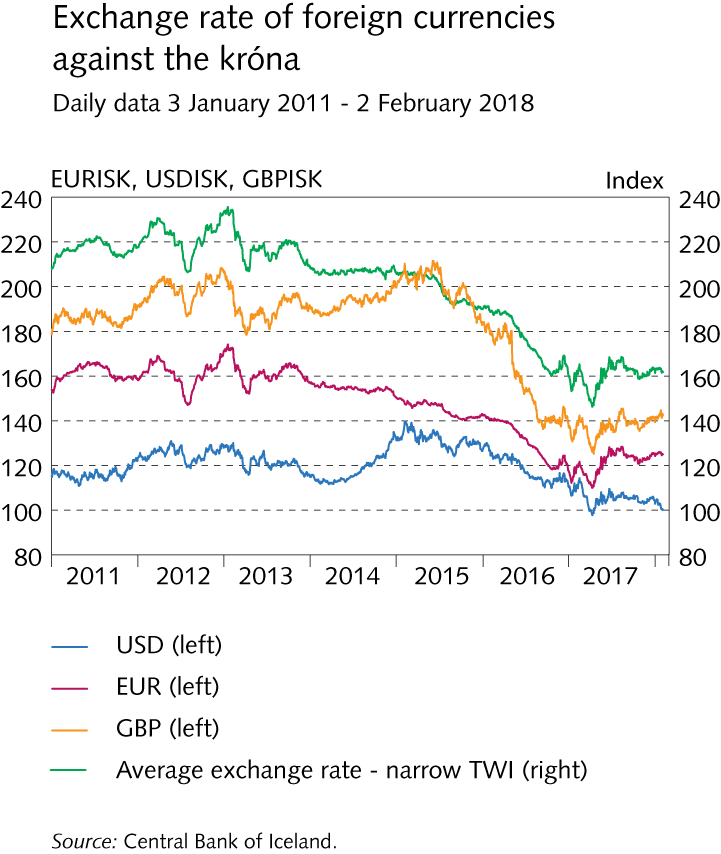 Exchange rate of foreign currencies
against the króna
Daily data 3 January 2011 - 2 February 2018
EURISK, USDISK, GBPISK Index
240 240
220 220
200 200
180 180
160 160
140 140
120 120
100 100
80 80
2011 2012 2013 2014 2015 2016 2017
USD (left)
EUR (left)
GBP (left)
Average exchange rate - narrow TWI (right)
Source: Central Bank of Iceland.